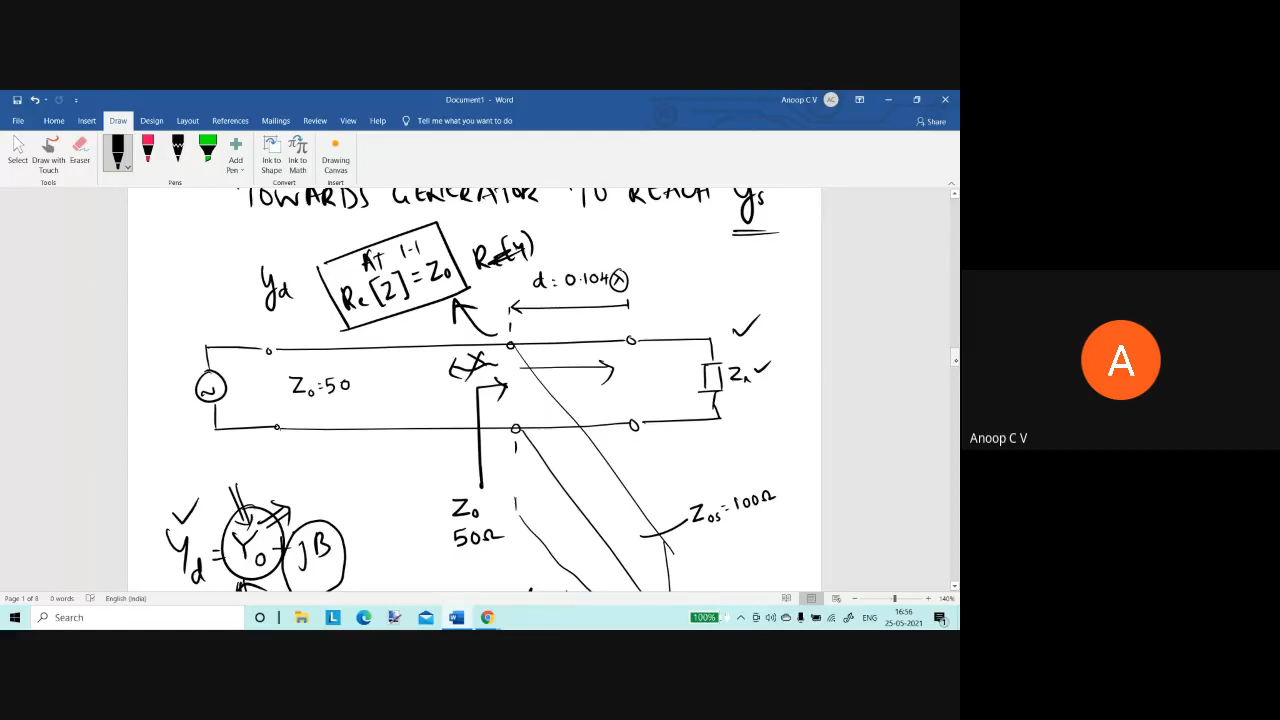 Document1 - Word
Anoop C V
AC
File Home Insert Draw Design Layout References Mailings Review View Help Tell me what you want to do
Share
Select
Draw with Touch
Eraser
Add Pen
Ink to Shape
Ink to Math
Drawing Canvas
Tools
Pens
Convert
Insert
TOWARDS GENERATOR TO REACH ys
yd
At 1-1
Re[Z] = Z0
d = 0.104λ
Z0 = 50
Z0
50Ω
Z0s = 100Ω
Yd = Y0 + jB
Page 1 of 8 0 words English (India)
140%
Search
L
100%
ENG
16:56
25-05-2021
1
A
Anoop C V